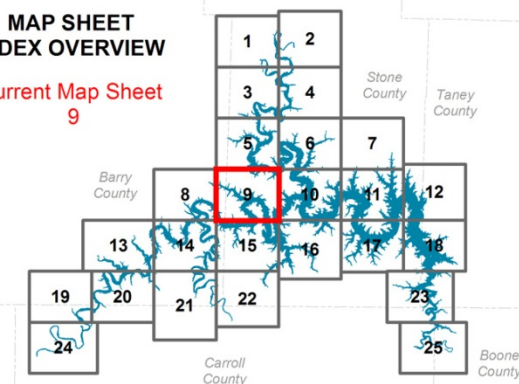 MAP SHEET
NDEX OVERVIEW
urrent Map Sheet
9
1
2
Stone
County
Taney
County
3
4
5
6
7
Barry
County
8
9
10
11
12
13
14
15
16
17
18
19
20
21
22
23
24
25
Carroll
County
Boone
County